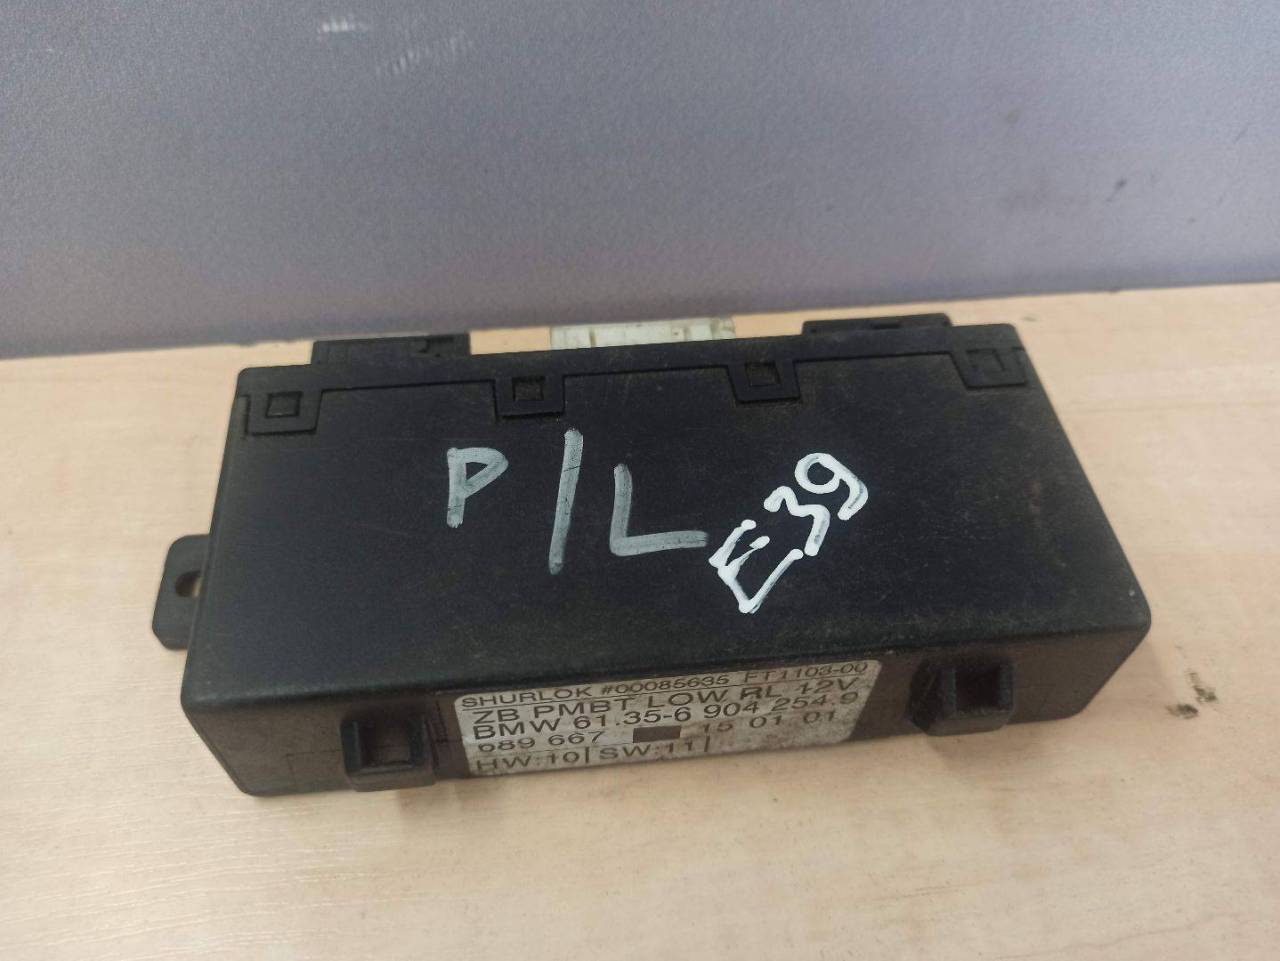 P/L
E39
SHURLOK #00085635 FT1103-00
ZB PMBT LOW RL 12V
BMW 61.35-6 904 254.9
689 667 15 01 01
HW:10| SW:11|